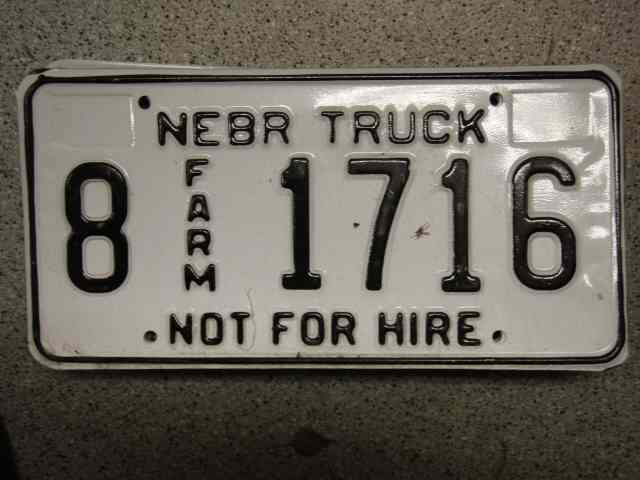 NEBR TRUCK
8 FARM 1716
NOT FOR HIRE